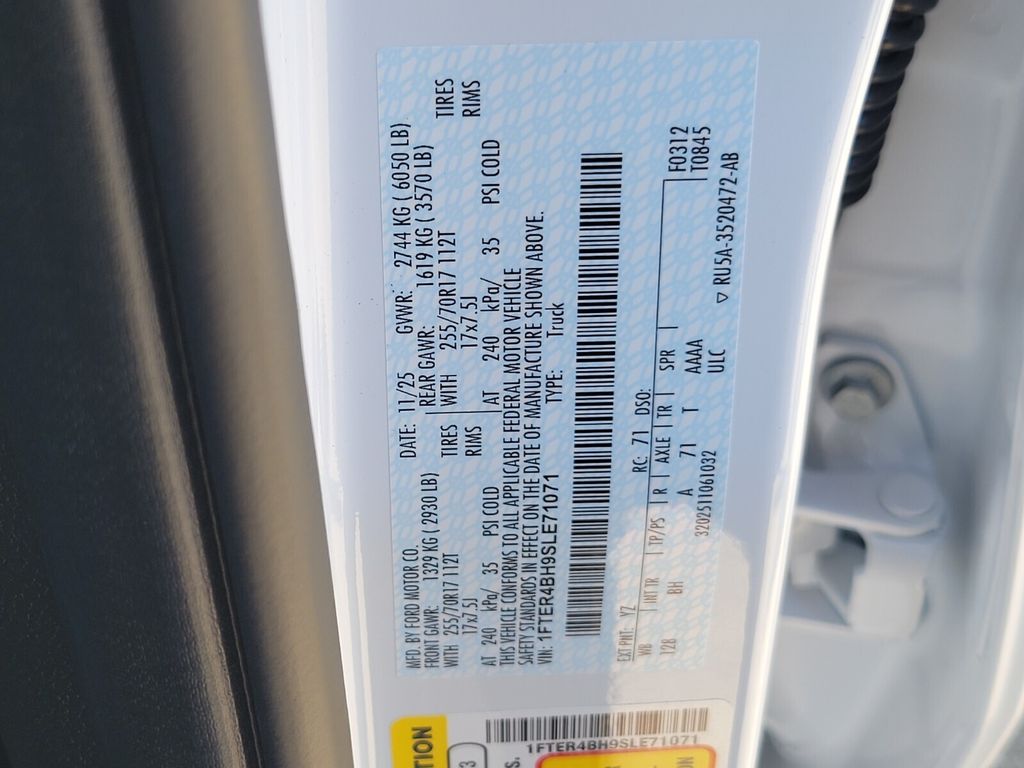 MFD. BY FORD MOTOR CO.
DATE: 11/25 GVWR: 2744 KG ( 6050 LB)
FRONT GAWR: 1329 KG ( 2930 LB) REAR GAWR: 1619 KG ( 3570 LB)
WITH 255/70R17 112T TIRES WITH 255/70R17 112T TIRES
17x7.5J RIMS 17x7.5J RIMS
AT 240 kPa/ 35 PSI COLD AT 240 kPa/ 35 PSI COLD
THIS VEHICLE CONFORMS TO ALL APPLICABLE FEDERAL MOTOR VEHICLE
SAFETY STANDARDS IN EFFECT ON THE DATE OF MANUFACTURE SHOWN ABOVE.
VIN: 1FTER4BH9SLE71071 TYPE: Truck
EXT PNT: YZ RC: 71 DSO: F0312
WB INT TR TP/PS R AXLE TR SPR T0845
128 BH A 71 T AAAA
3202511061032 ULC
RU5A-3520472-AB
1FTER4BH9SLE71071